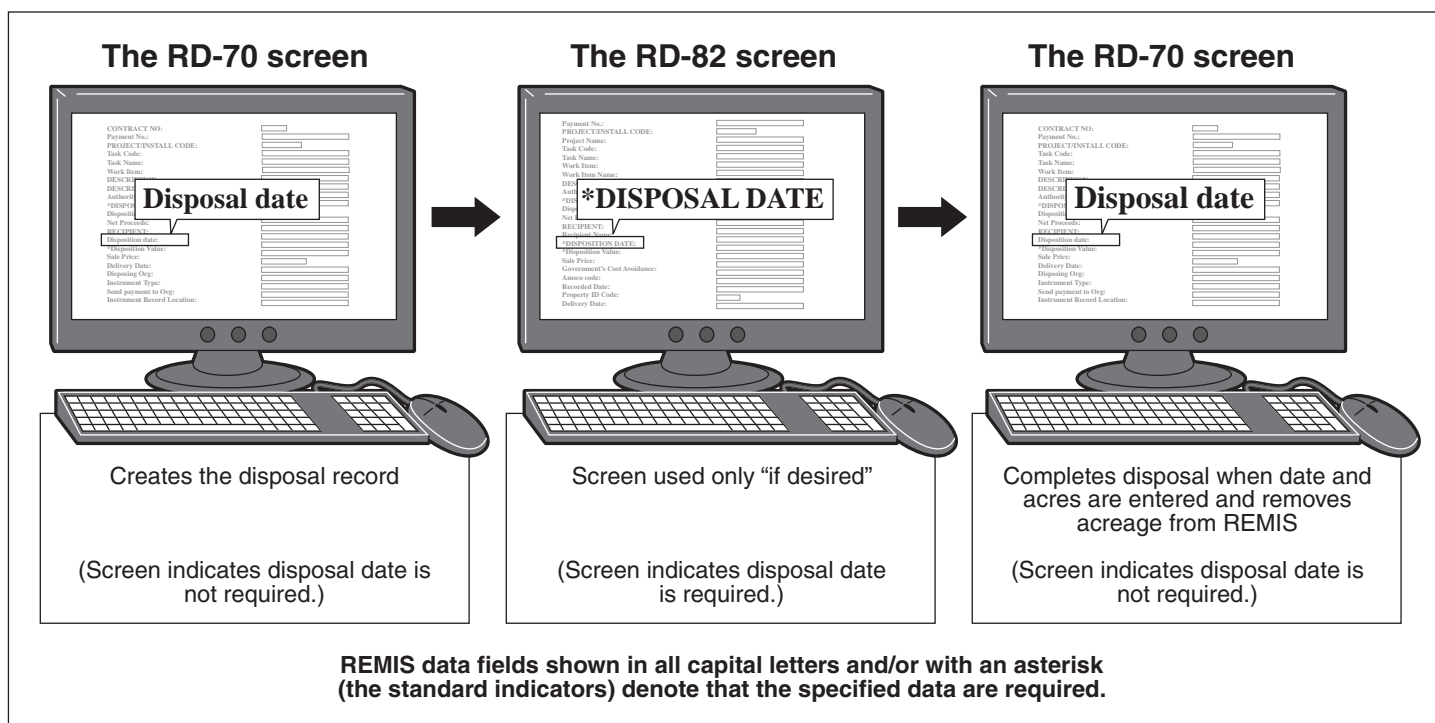 The RD-70 screen
CONTRACT NO:
Payment No.:
PROJECT/INSTALL CODE:
Task Code:
Task Name:
Work Item:
Disposal date
Net Proceeds:
RECIPIENT:
Disposition date:
*Disposition Value:
Sale Price:
Delivery Date:
Disposing Org:
Instrument Type:
Send payment to Org:
Instrument Record Location:
Creates the disposal record
(Screen indicates disposal date is
not required.)
The RD-82 screen
Payment No.:
PROJECT/INSTALL CODE:
Project Name:
Task Code:
Task Name:
Work Item:
Work Item Name:
*DISPOSAL DATE
RECIPIENT:
Recipient Name:
*DISPOSITION DATE:
*Disposition Value:
Sale Price:
Government's Cost Avoidance:
Amsco code:
Recorded Date:
Property ID Code:
Delivery Date:
Screen used only “if desired”
(Screen indicates disposal date
is required.)
The RD-70 screen
CONTRACT NO:
Payment No.:
PROJECT/INSTALL CODE:
Task Code:
Task Name:
Work Item:
Disposal date
Net Proceeds:
RECIPIENT:
Disposition date:
*Disposition Value:
Sale Price:
Delivery Date:
Disposing Org:
Instrument Type:
Send payment to Org:
Instrument Record Location:
Completes disposal when date and
acres are entered and removes
acreage from REMIS
(Screen indicates disposal date is
not required.)
REMIS data fields shown in all capital letters and/or with an asterisk
(the standard indicators) denote that the specified data are required.